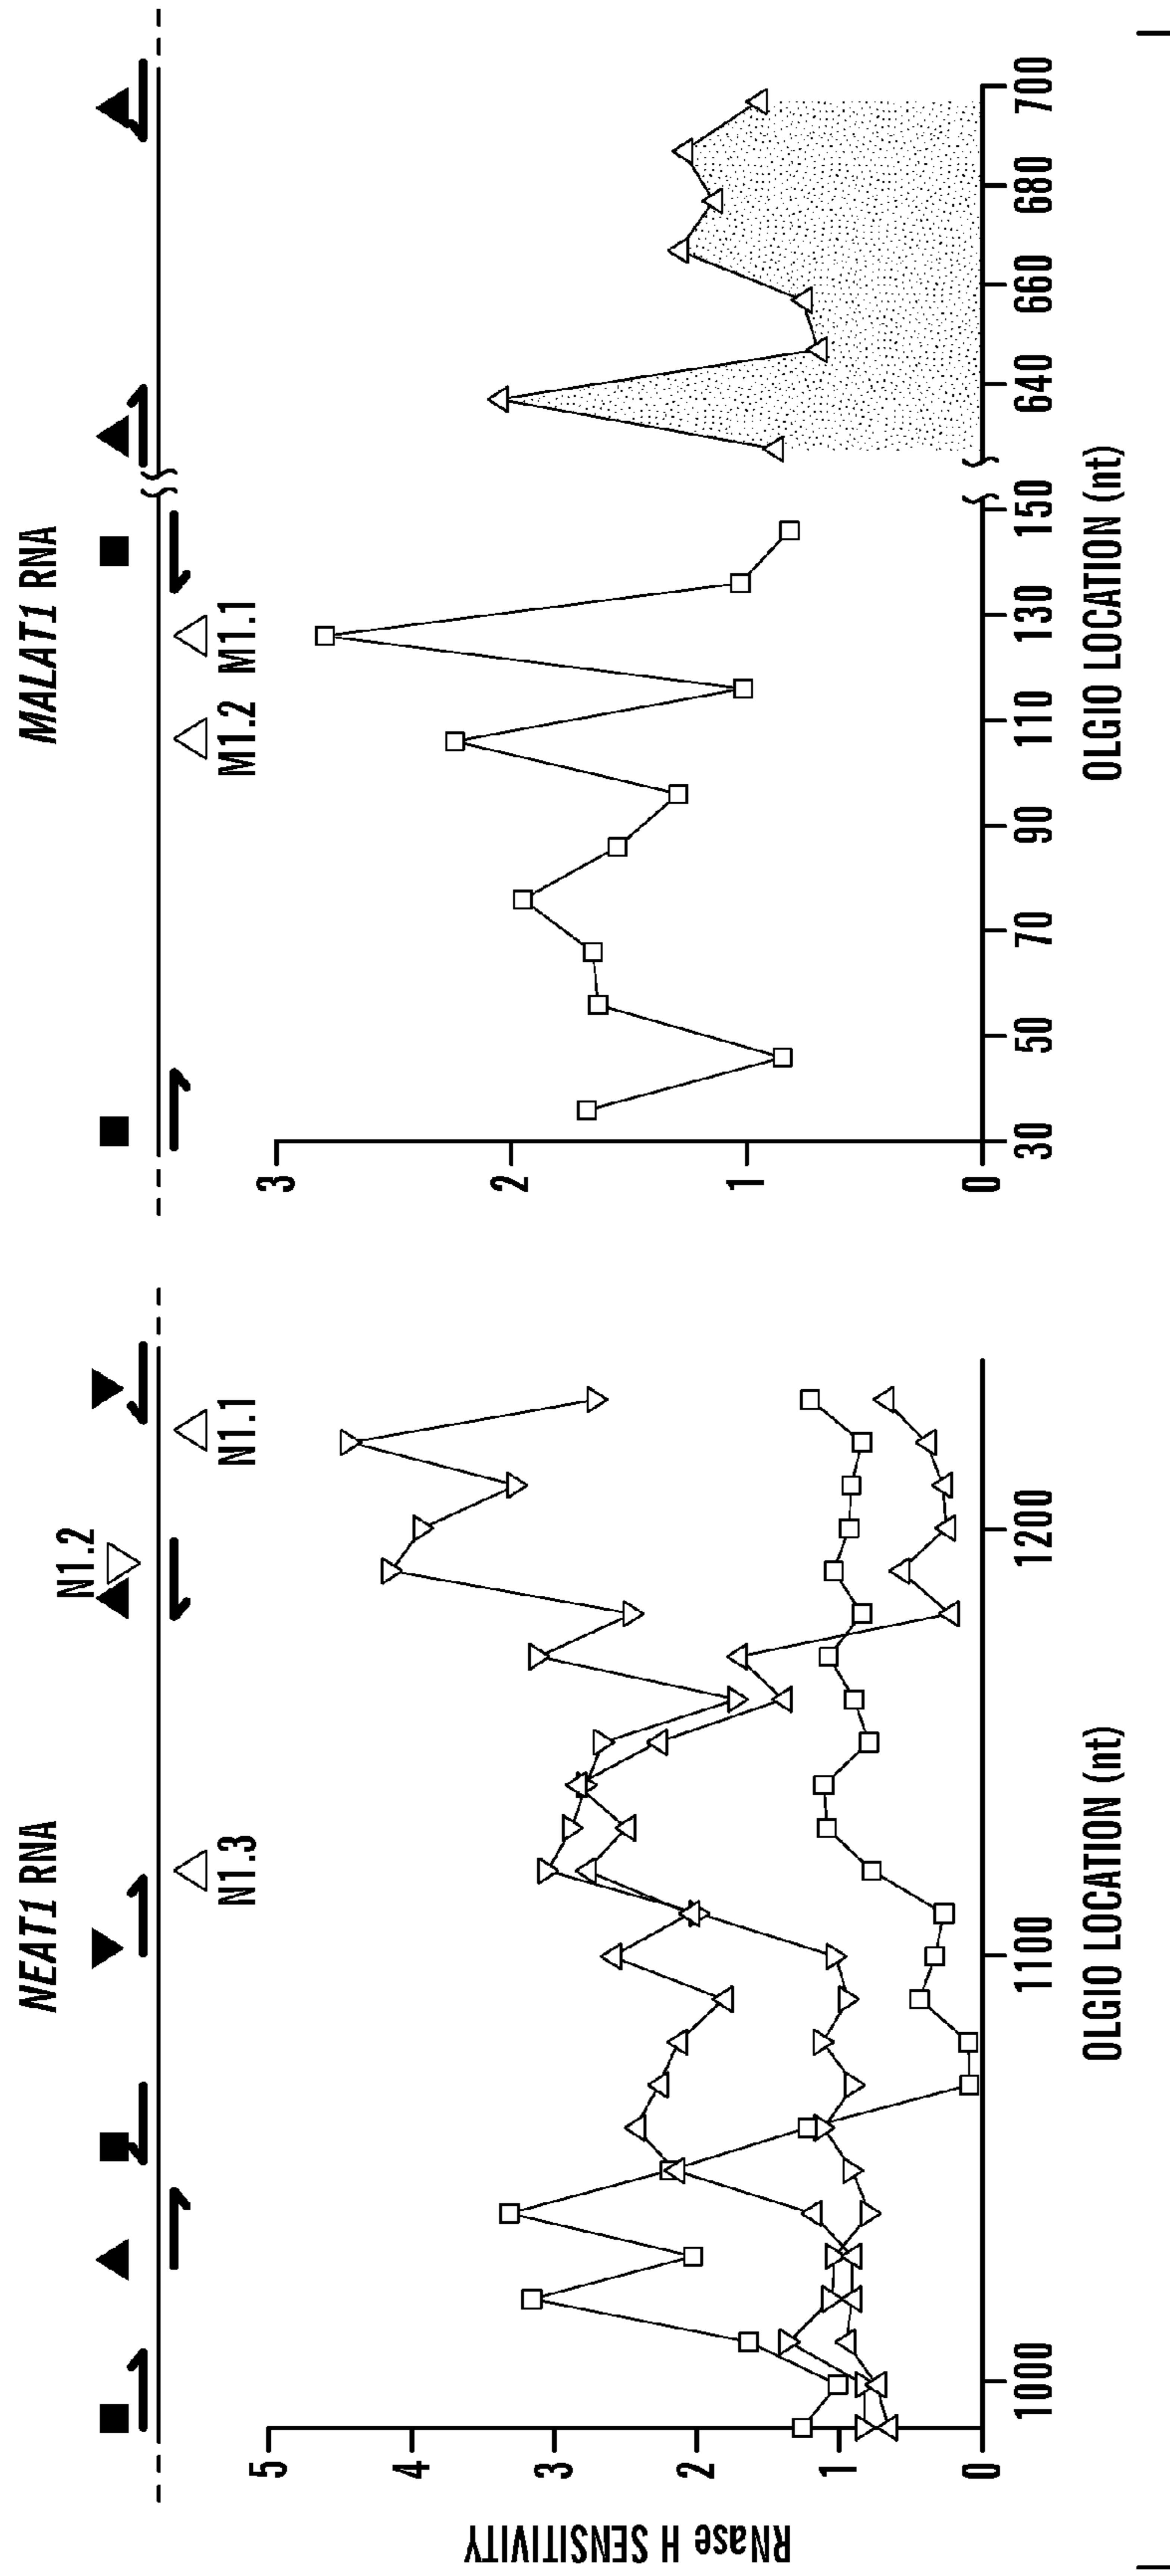 NEAT1 RNA
N1.2
N1.3
N1.1
RNase H SENSITIVITY
5
4
3
2
1
0
1000
1100
1200
OLGIO LOCATION (nt)
MALAT1 RNA
M1.2
M1.1
3
2
1
0
30
50
70
90
110
130
150
640
660
680
700
OLGIO LOCATION (nt)